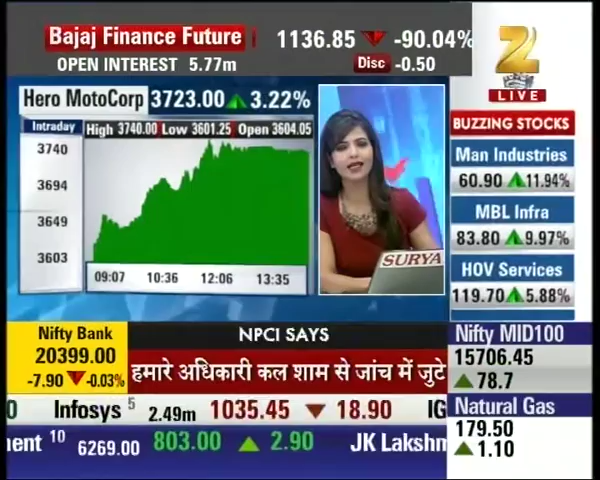 Bajaj Finance Future 1136.85 -90.04%
OPEN INTEREST 5.77m Disc -0.50
LIVE
Hero MotoCorp 3723.00 3.22%
Intraday High 3740.00 Low 3601.25 Open 3604.05
3740
3694
3649
3603
09:07 10:36 12:06 13:35
SURYA
BUZZING STOCKS
Man Industries
60.90 11.94%
MBL Infra
83.80 9.97%
HOV Services
119.70 5.88%
Nifty Bank
20399.00
-7.90 -0.03%
NPCI SAYS
हमारे अधिकारी कल शाम से जांच में जुटे
Nifty MID100
15706.45
78.7
0 Infosys 5 2.49m 1035.45 18.90 IG
ment 10 6269.00 803.00 2.90 JK Lakshm
Natural Gas
179.50
1.10